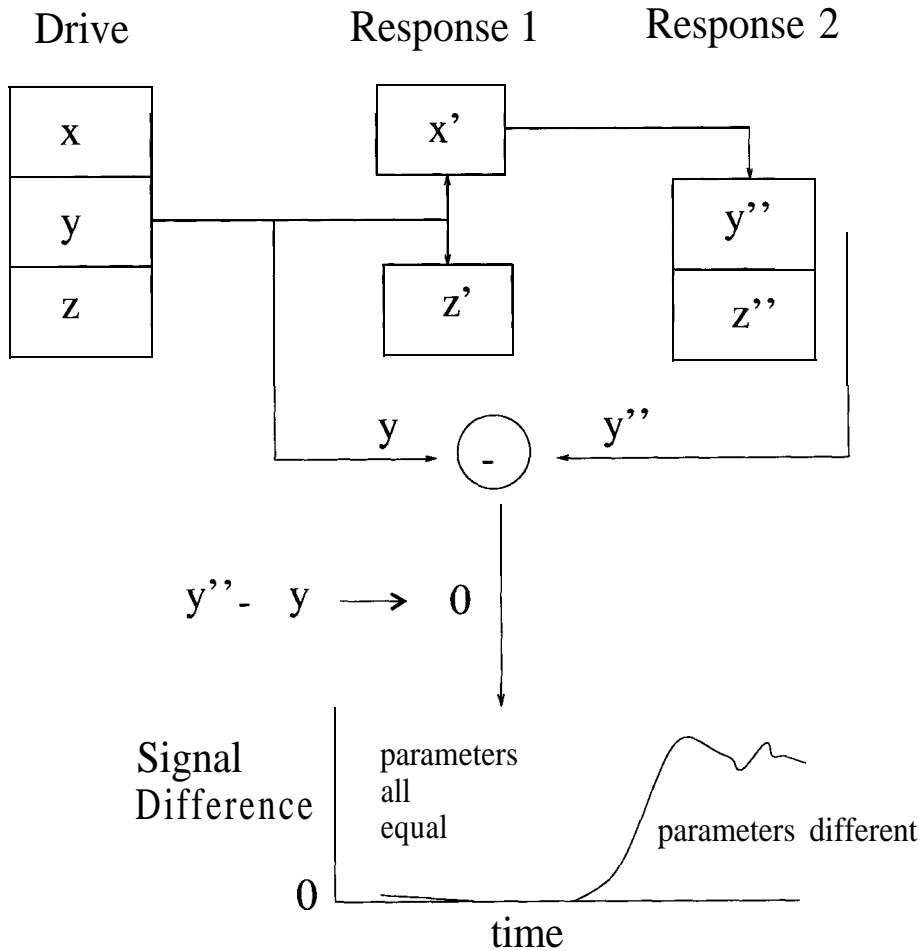 Drive
Response 1
Response 2
x
x’
y
y’’
z
z’
z’’
y
-
y’’
y’’ - y → 0
Signal
Difference
parameters
all
equal
parameters different
0
time